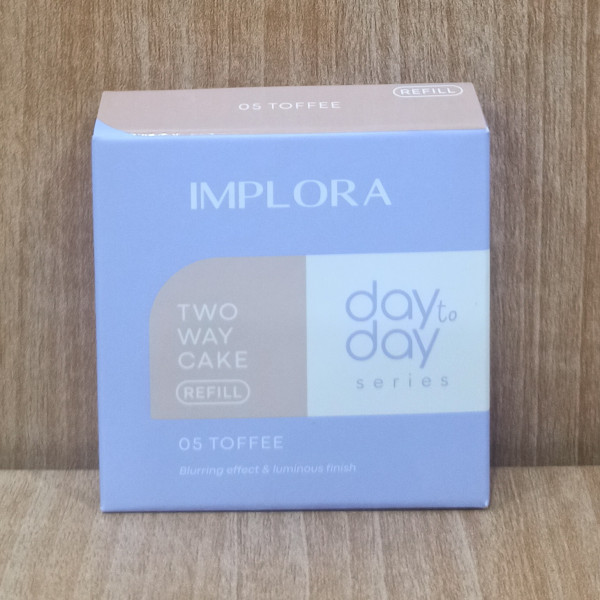 05 TOFFEE
REFILL
IMPLORA
TWO
WAY
CAKE
REFILL
day to
day
series
05 TOFFEE
Blurring effect & luminous finish